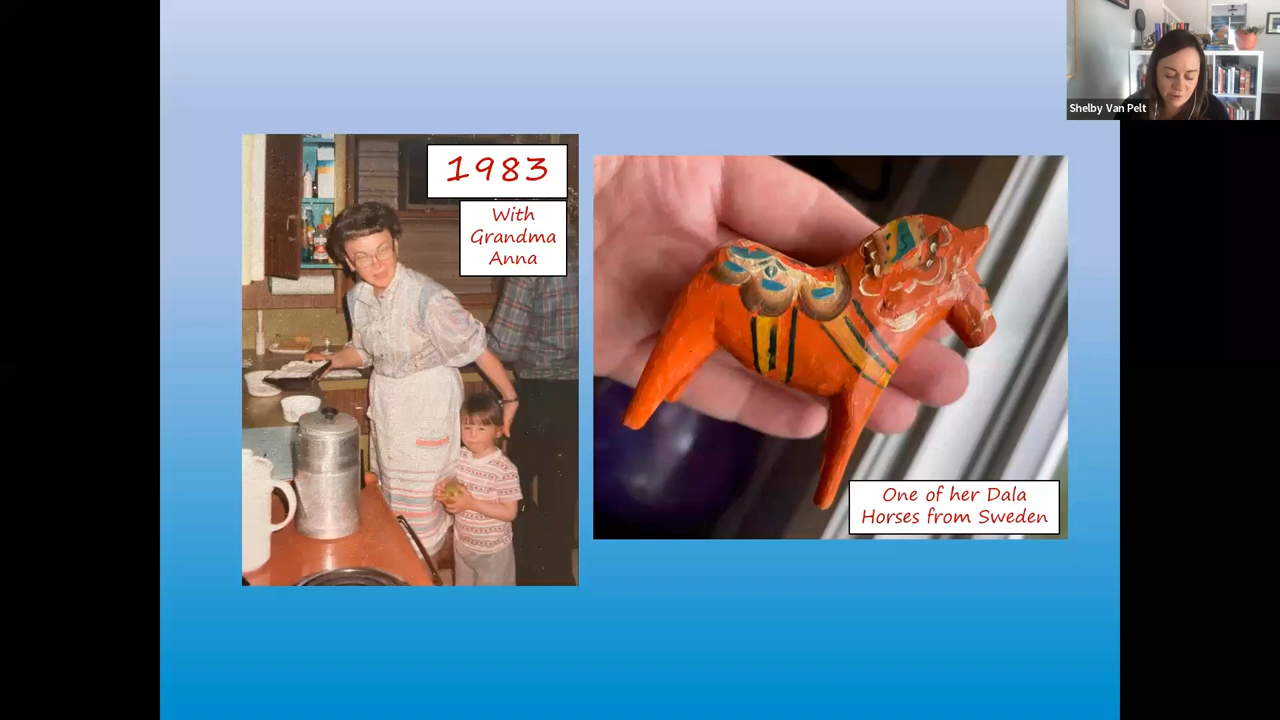 Shelby Van Pelt
1983
With
Grandma
Anna
One of her Dala
Horses from Sweden